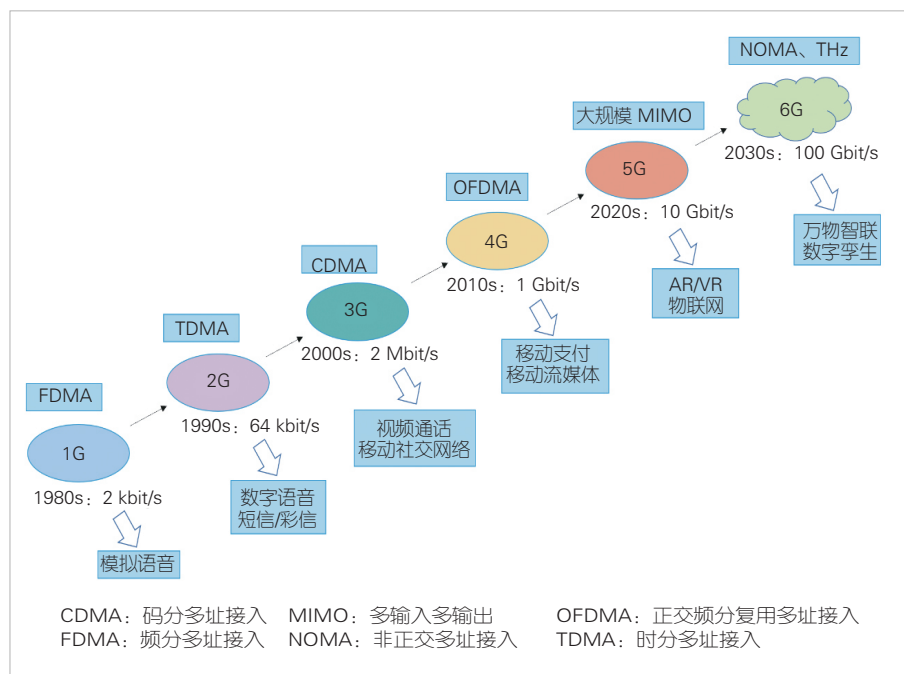 NOMA、THz
6G
2030s：100 Gbit/s
万物智联
数字孪生
大规模 MIMO
5G
2020s：10 Gbit/s
AR/VR
物联网
OFDMA
4G
2010s：1 Gbit/s
移动支付
移动流媒体
CDMA
3G
2000s：2 Mbit/s
视频通话
移动社交网络
TDMA
2G
1990s：64 kbit/s
数字语音
短信/彩信
FDMA
1G
1980s：2 kbit/s
模拟语音
CDMA：码分多址接入 MIMO：多输入多输出 OFDMA：正交频分复用多址接入
FDMA：频分多址接入 NOMA：非正交多址接入 TDMA：时分多址接入